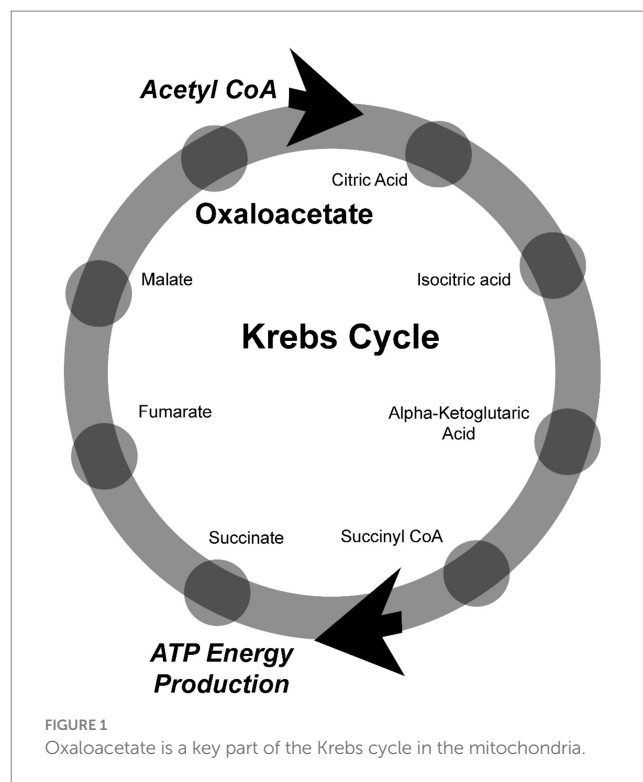 Acetyl CoA
Citric Acid
Oxaloacetate
Malate
Isocritic acid
Krebs Cycle
Fumarate
Alpha-Ketoglutaric
Acid
Succinate
Succinyl CoA
ATP Energy
Production
FIGURE 1
Oxaloacetate is a key part of the Krebs cycle in the mitochondria.